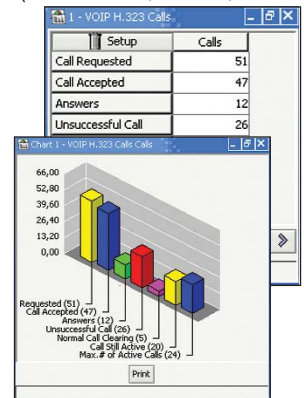 1 - VOIP H.323 Calls
Setup Calls
Call Requested 51
Call Accepted 47
Answers 12
Unsuccessful Call 26
Chart 1 - VOIP H.323 Calls Calls
66,00
52,80
39,60
26,40
13,20
0,00
Requested (51)
Call Accepted (47)
Answers (12)
Unsuccessful Call (26)
Normal Call Clearing (5)
Call Still Active (20)
Max. # of Active Calls (24)
Print